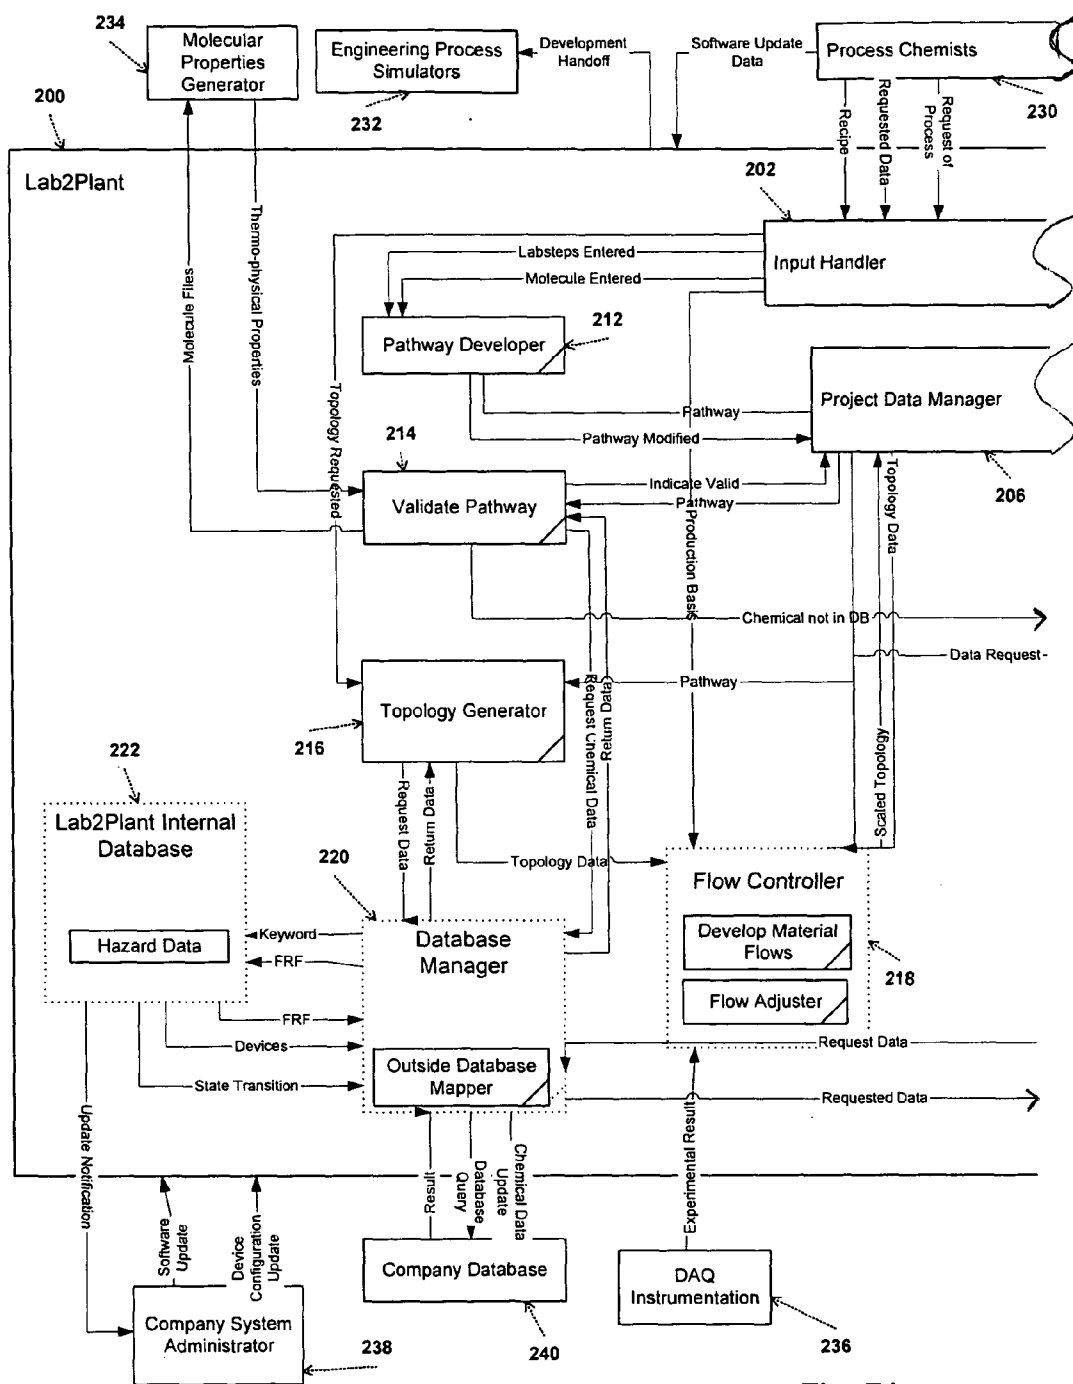 234
Molecular
Properties
Generator
Engineering Process
Simulators
232
Development
Handoff
Software Update
Data
Process Chemists
230
200
Lab2Plant
Recipe
Requested Data
Request of
Process
202
Input Handler
Labsteps Entered
Molecule Entered
Thermo-physical Properties
Molecule Files
Topology Requested
Pathway Developer
212
Project Data Manager
Pathway
Pathway Modified
206
214
Validate Pathway
Indicate Valid
Pathway
Production Basis
Topology Data
Chemical not in DB
Data Request
Pathway
Topology Generator
216
Request Chemical Data
Return Data
Scaled Topology
222
Lab2Plant Internal
Database
Hazard Data
Request Data
Return Data
Topology Data
220
Database
Manager
Outside Database
Mapper
Keyword
FRF
FRF
Devices
State Transition
Flow Controller
Develop Material
Flows
Flow Adjuster
218
Request Data
Requested Data
Update Notification
Software
Update
Device
Configuration
Update
Result
Database
Query
Chemical Data
Update
Experimental Result
Company System
Administrator
238
Company Database
240
DAQ
Instrumentation
236